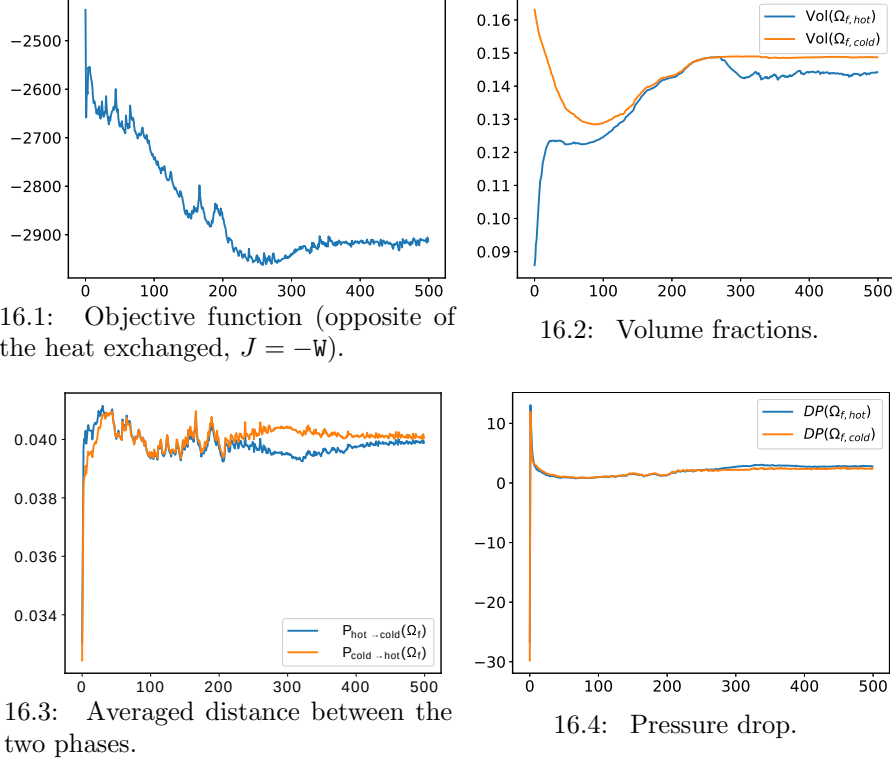 −2500
−2600
−2700
−2800
−2900
0 100 200 300 400 500
16.1: Objective function (opposite of
the heat exchanged, J = −W).
0.16
0.15
0.14
0.13
0.12
0.11
0.10
0.09
0 100 200 300 400 500
Vol(Ωf,hot)
Vol(Ωf,cold)
16.2: Volume fractions.
0.040
0.038
0.036
0.034
0 100 200 300 400 500
Phot→cold(Ωf)
Pcold→hot(Ωf)
16.3: Averaged distance between the
two phases.
10
0
−10
−20
−30
0 100 200 300 400 500
DP(Ωf,hot)
DP(Ωf,cold)
16.4: Pressure drop.